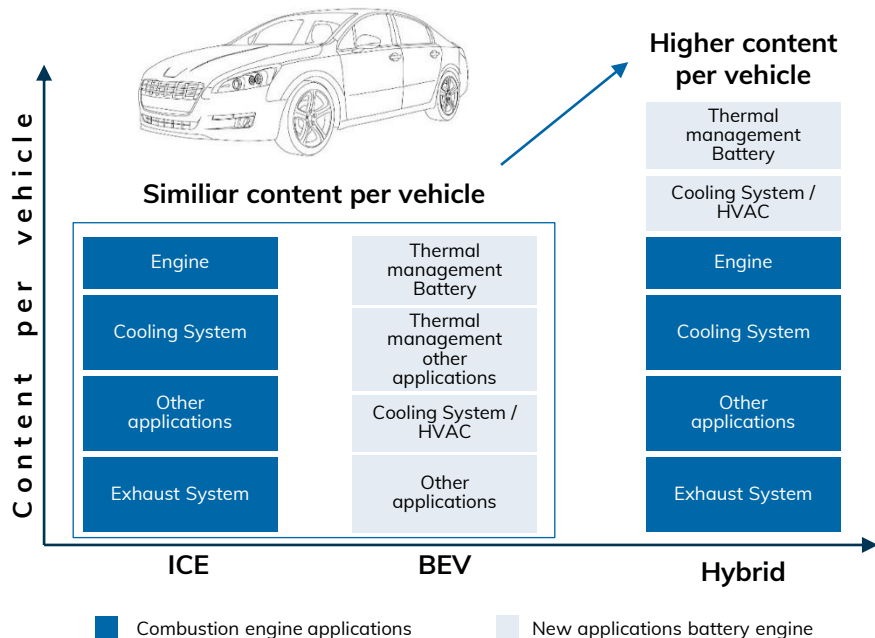 Higher content
per vehicle
Content per vehicle
Similiar content per vehicle
Engine
Cooling System
Other
applications
Exhaust System
Thermal
management
Battery
Thermal
management
other
applications
Cooling System /
HVAC
Other
applications
Thermal
management
Battery
Cooling System /
HVAC
Engine
Cooling System
Other
applications
Exhaust System
ICE
BEV
Hybrid
Combustion engine applications
New applications battery engine